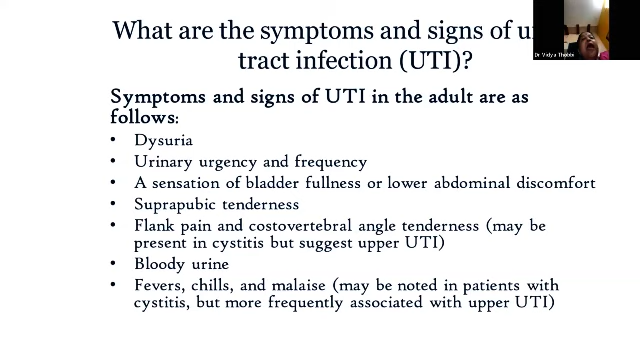 What are the symptoms and signs of
tract infection (UTI)?
Symptoms and signs of UTI in the adult are as
follows:
• Dysuria
• Urinary urgency and frequency
• A sensation of bladder fullness or lower abdominal discomfort
• Suprapubic tenderness
• Flank pain and costovertebral angle tenderness (may be
present in cystitis but suggest upper UTI)
• Bloody urine
• Fevers, chills, and malaise (may be noted in patients with
cystitis, but more frequently associated with upper UTI)
Dr Vidya